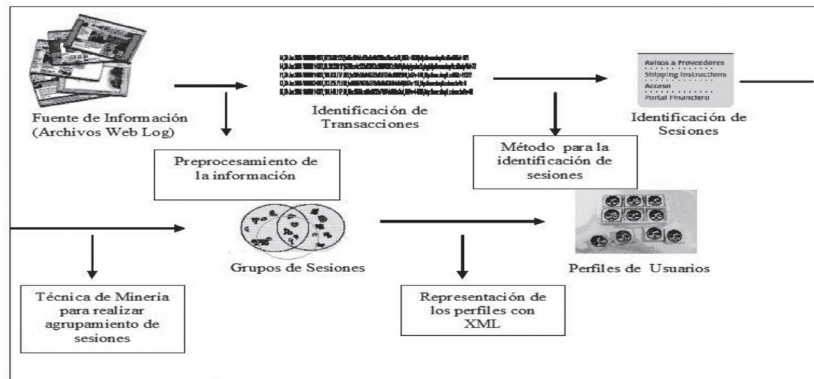 Fuente de Información
(Archivos Web Log)
Identificación de
Transacciones
Avisos a Proveedores
Shipping Instructions
Acceso
Portal Financiero
Identificación de
Sesiones
Preprocesamiento de
la información
Método para la
identificación de
sesiones
Grupos de Sesiones
Perfiles de Usuarios
Técnica de Minería
para realizar
agrupamiento de
sesiones
Representación de
los perfiles con
XML